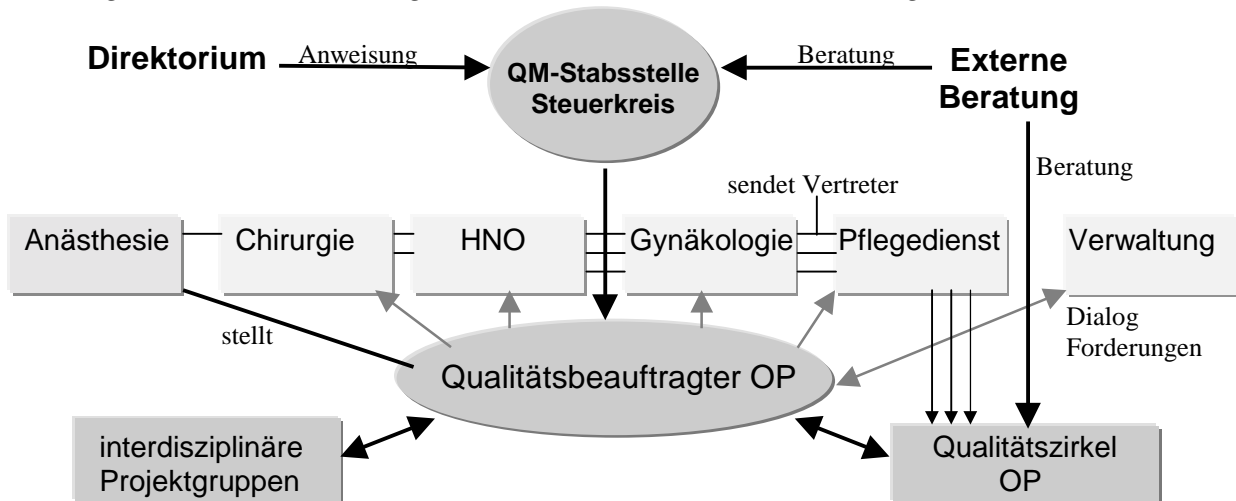 Direktorium
Anweisung
QM-Stabsstelle
Steuerkreis
Beratung
Externe
Beratung
Beratung
sendet Vertreter
Anästhesie
Chirurgie
HNO
Gynäkologie
Pflegedienst
Verwaltung
stellt
Dialog
Forderungen
Qualitätsbeauftragter OP
interdisziplinäre
Projektgruppen
Qualitätszirkel
OP